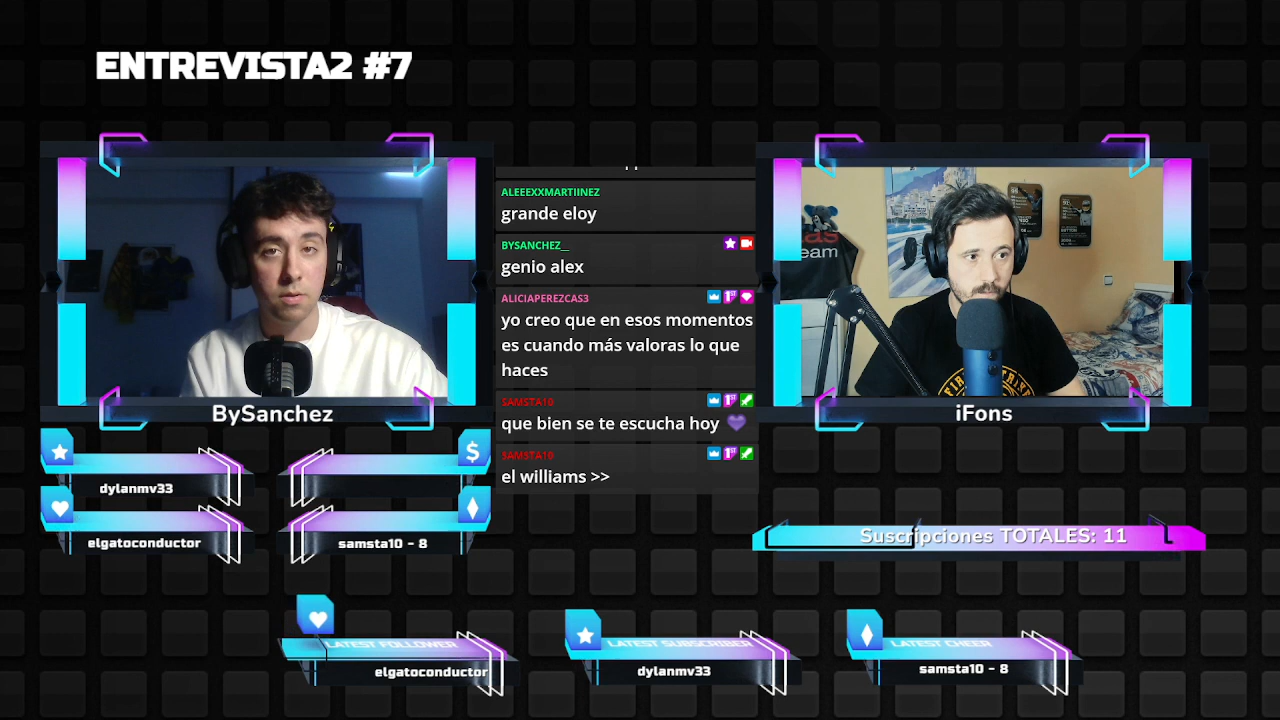 ENTREVISTA2 #7
ALEEEXXMARTIINEZ
grande eloy
BYSANCHEZ__
genio alex
ALICIAPEREZCAS3
yo creo que en esos momentos
es cuando más valoras lo que
haces
SAMSTA10
que bien se te escucha hoy 💜
SAMSTA10
el williams >>
eam
BySanchez
iFons
dylanmv33
elgatoconductor
samsta10 - 8
Suscripciones TOTALES: 11
LATEST FOLLOWER
elgatoconductor
LATEST SUBSCRIBER
dylanmv33
LATEST CHEER
samsta10 - 8